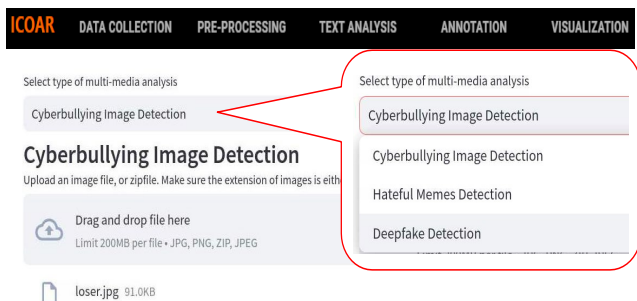 ICOAR DATA COLLECTION PRE-PROCESSING TEXT ANALYSIS ANNOTATION VISUALIZATION
Select type of multi-media analysis
Cyberbullying Image Detection
Cyberbullying Image Detection
Upload an image file, or zipfile. Make sure the extension of images is eith
Drag and drop file here
Limit 200MB per file • JPG, PNG, ZIP, JPEG
loser.jpg 91.0KB
Select type of multi-media analysis
Cyberbullying Image Detection
Cyberbullying Image Detection
Hateful Memes Detection
Deepfake Detection